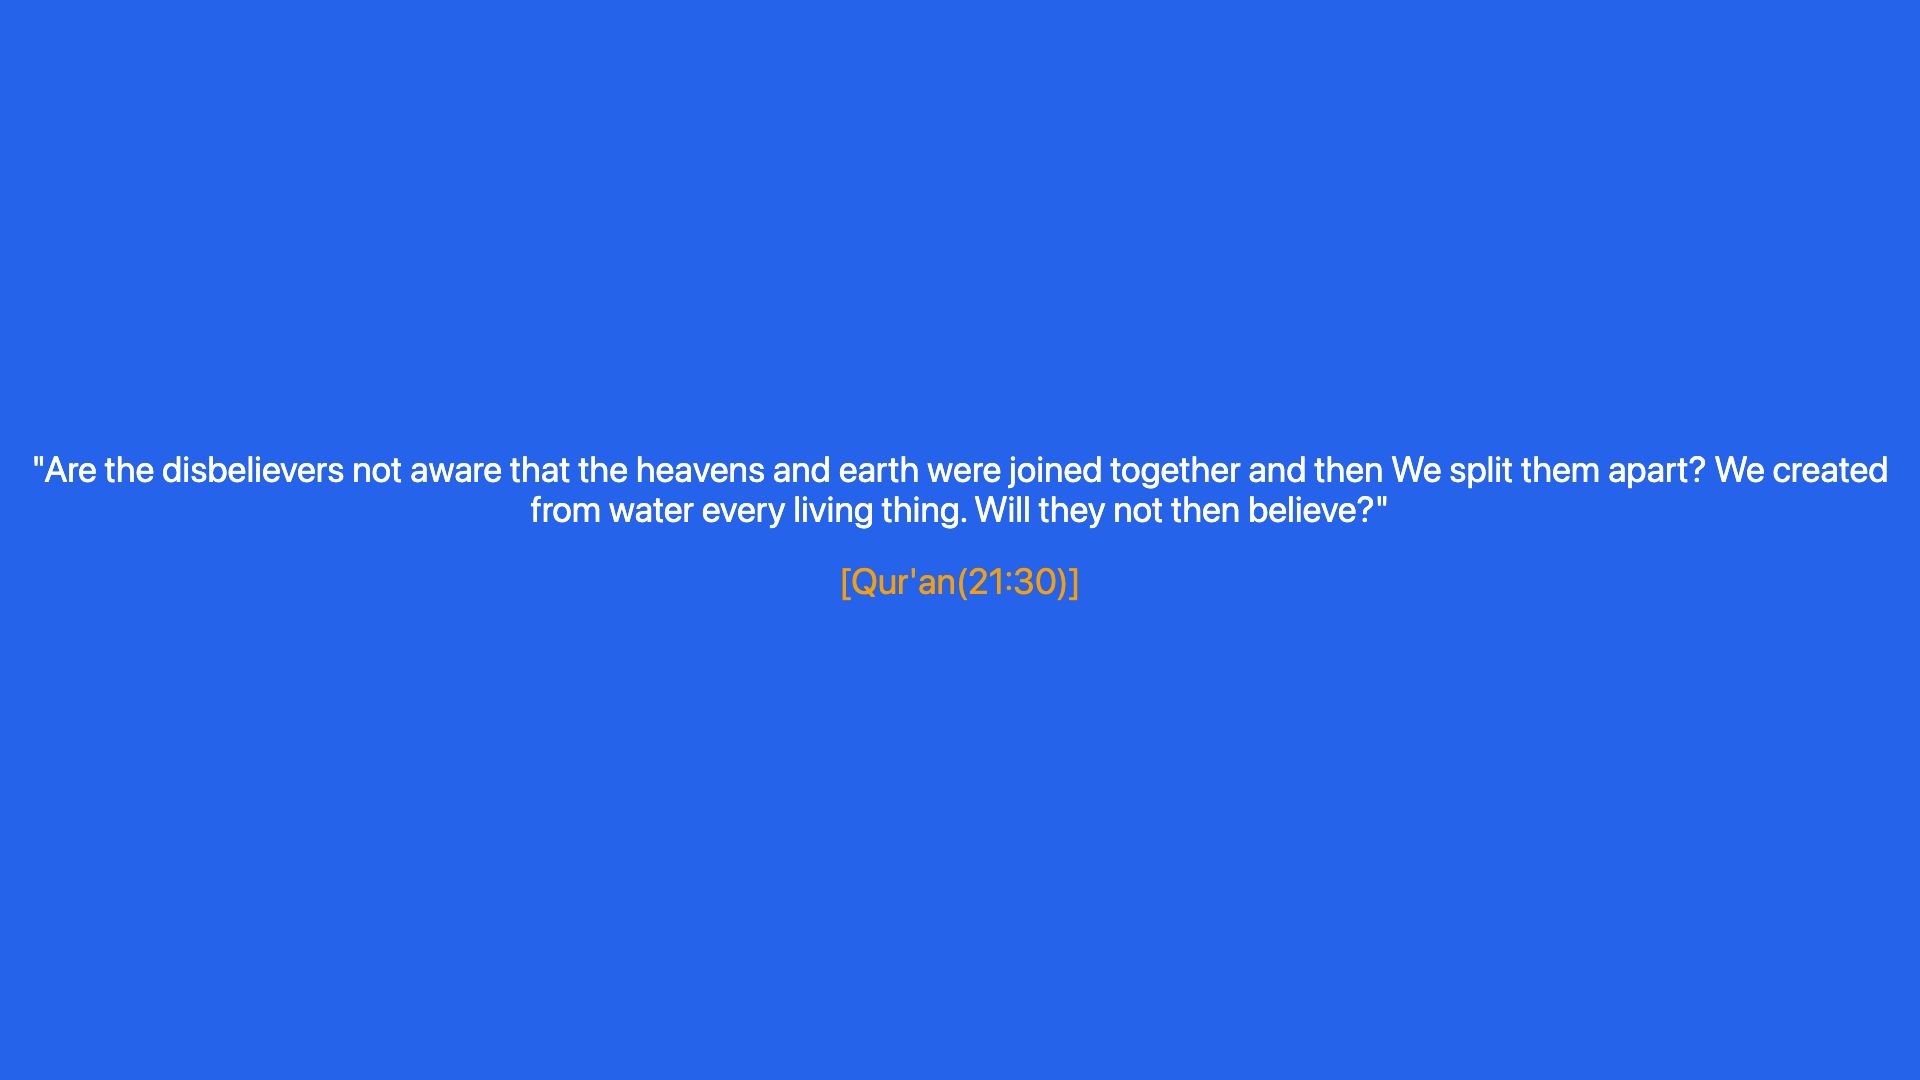 "Are the disbelievers not aware that the heavens and earth were joined together and then We split them apart? We created
from water every living thing. Will they not then believe?"
[Qur'an(21:30)]